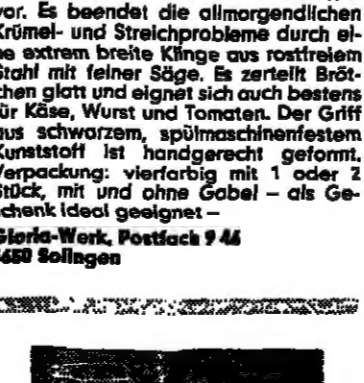 vor. Es beendet die allmorgendlichen
Krümel- und Streichprobleme durch ei-
ne extrem breite Klinge aus rostfreiem
Stahl mit feiner Säge. Es zerteilt Bröt-
chen glatt und eignet sich auch bestens
für Käse, Wurst und Tomaten. Der Griff
aus schwarzem, spülmaschinenfestem
Kunststoff ist handgerecht geformt.
Verpackung: vierfarbig mit 1 oder 2
Stück, mit und ohne Gabel – als Ge-
schenk ideal geeignet –
Gloria-Werk, Postfach 9 46
5650 Solingen